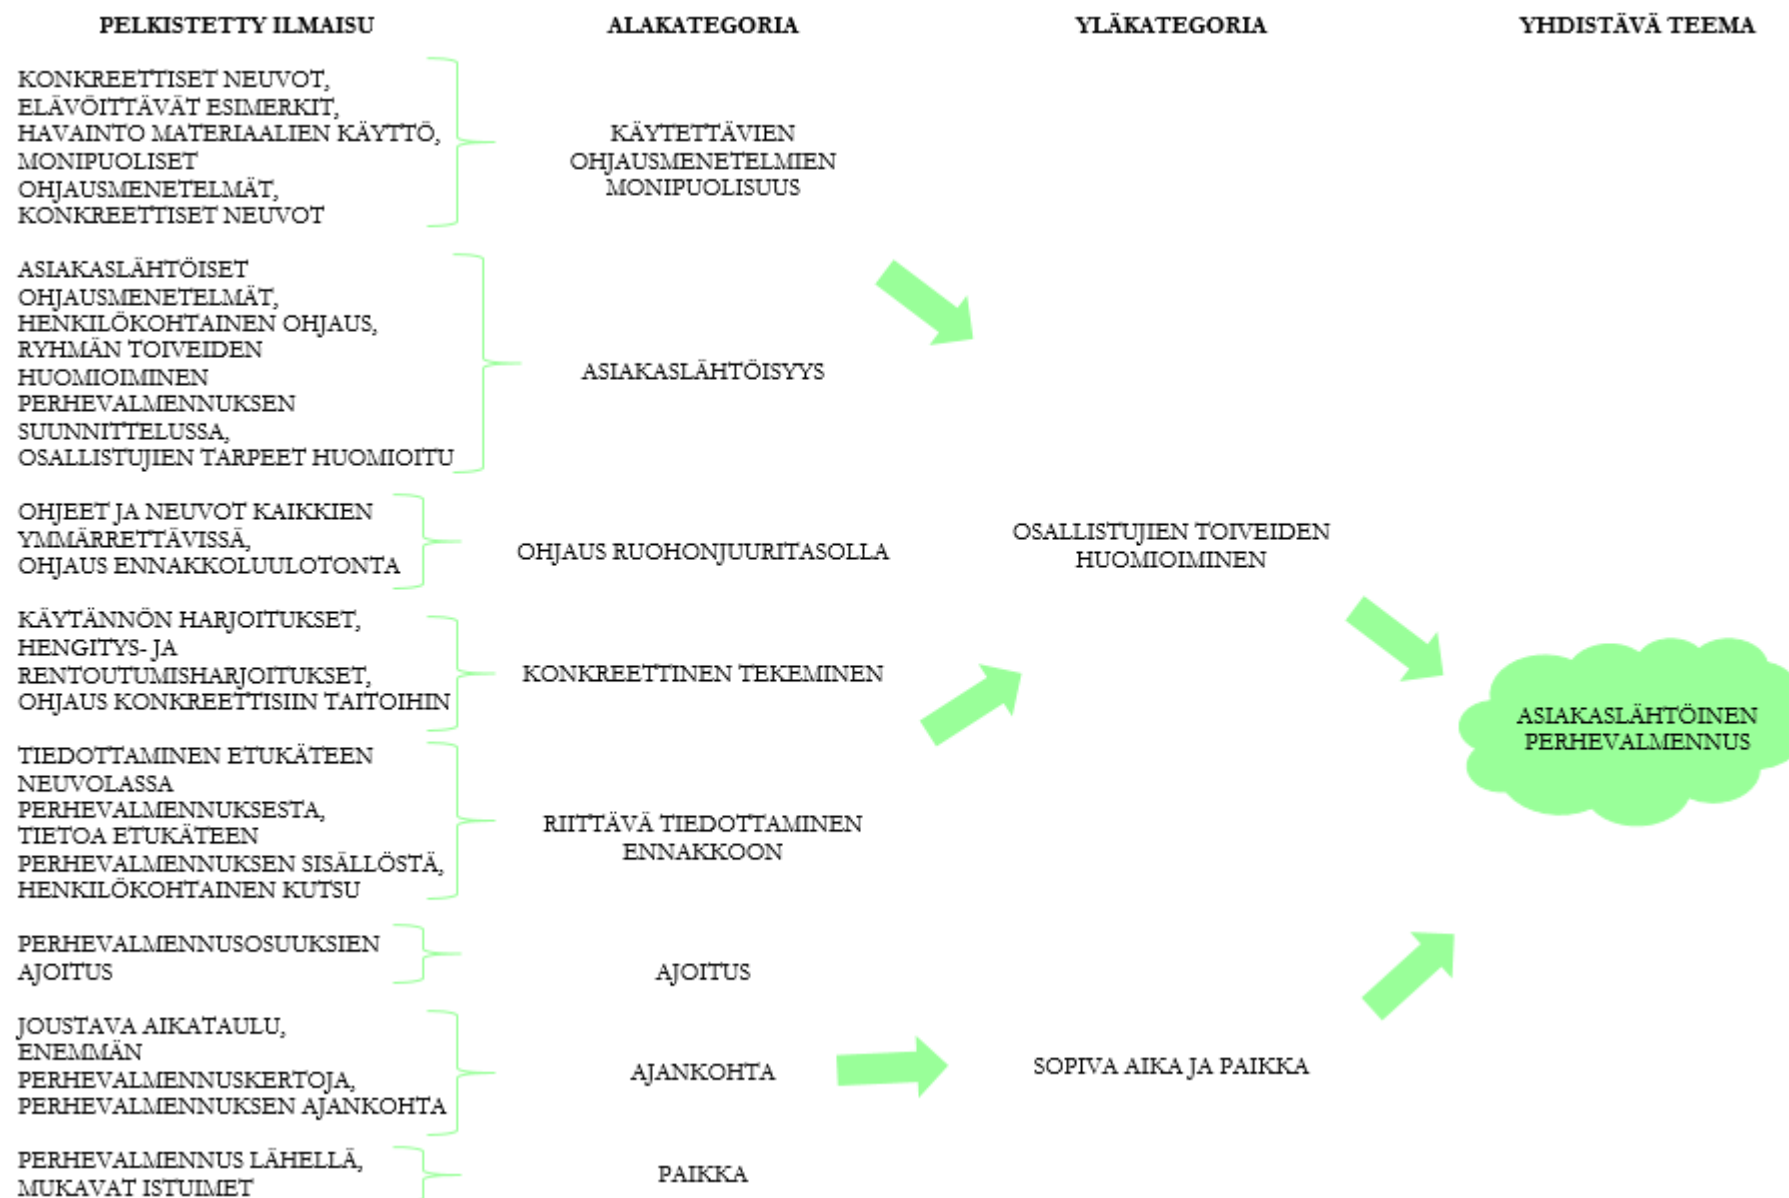 PELKISTETTY ILMAISU
ALAKATEGORIA
YLÄKATEGORIA
YHDISTÄVÄ TEEMA
KONKREETTISET NEUVOT,
ELÄVÖITTÄVÄT ESIMERKIT,
HAVAINTO MATERIAALIEN KÄYTTÖ,
MONIPUOLISET
OHJAUSMENETELMÄT,
KONKREETTISET NEUVOT
KÄYTETTÄVIEN
OHJAUSMENETELMIEN
MONIPUOLISUUS
ASIAKASLÄHTÖISET
OHJAUSMENETELMÄT,
HENKILÖKOHTAINEN OHJAUS,
RYHMÄN TOIVEIDEN
HUOMIOIMINEN
PERHEVALMENNUKSEN
SUUNNITTELUSSA,
OSALLISTUJIEN TARPEET HUOMIOITU
ASIAKASLÄHTÖISYYS
OHJEET JA NEUVOT KAIKKIEN
YMMÄRRETTÄVISSÄ,
OHJAUS ENNAKKOLUULOTONTA
OHJAUS RUOHONJUURITASOLLA
OSALLISTUJIEN TOIVEIDEN
HUOMIOIMINEN
KÄYTÄNNÖN HARJOITUKSET,
HENGITYS- JA
RENTOUTUMISHARJOITUKSET,
OHJAUS KONKREETTISIIN TAITOIHIN
KONKREETTINEN TEKEMINEN
ASIAKASLÄHTÖINEN
PERHEVALMENNUS
TIEDOTTAMINEN ETUKÄTEEN
NEUVOLASSA
PERHEVALMENNUKSESTA,
TIETOA ETUKÄTEEN
PERHEVALMENNUKSEN SISÄLLÖSTÄ,
HENKILÖKOHTAINEN KUTSU
RIITTÄVÄ TIEDOTTAMINEN
ENNAKKOON
PERHEVALMENNUSOSUUKSIEN
AJOITUS
AJOITUS
JOUSTAVA AIKATAULU,
ENEMMÄN
PERHEVALMENNUSKERTOJA,
PERHEVALMENNUKSEN AJANKOHTA
AJANKOHTA
SOPIVA AIKA JA PAIKKA
PERHEVALMENNUS LÄHELLÄ,
MUKAVAT ISTUIMET
PAIKKA